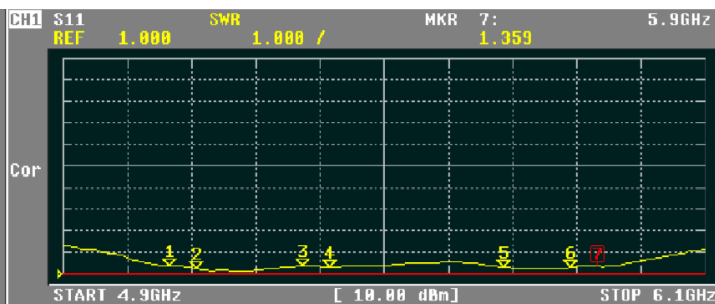 CH1 S11 SWR MKR 7: 5.9GHz
REF 1.000 1.000 / 1.359
Cor
1 2 3 4 5 6 7
START 4.9GHz [ 10.00 dBm] STOP 6.1GHz